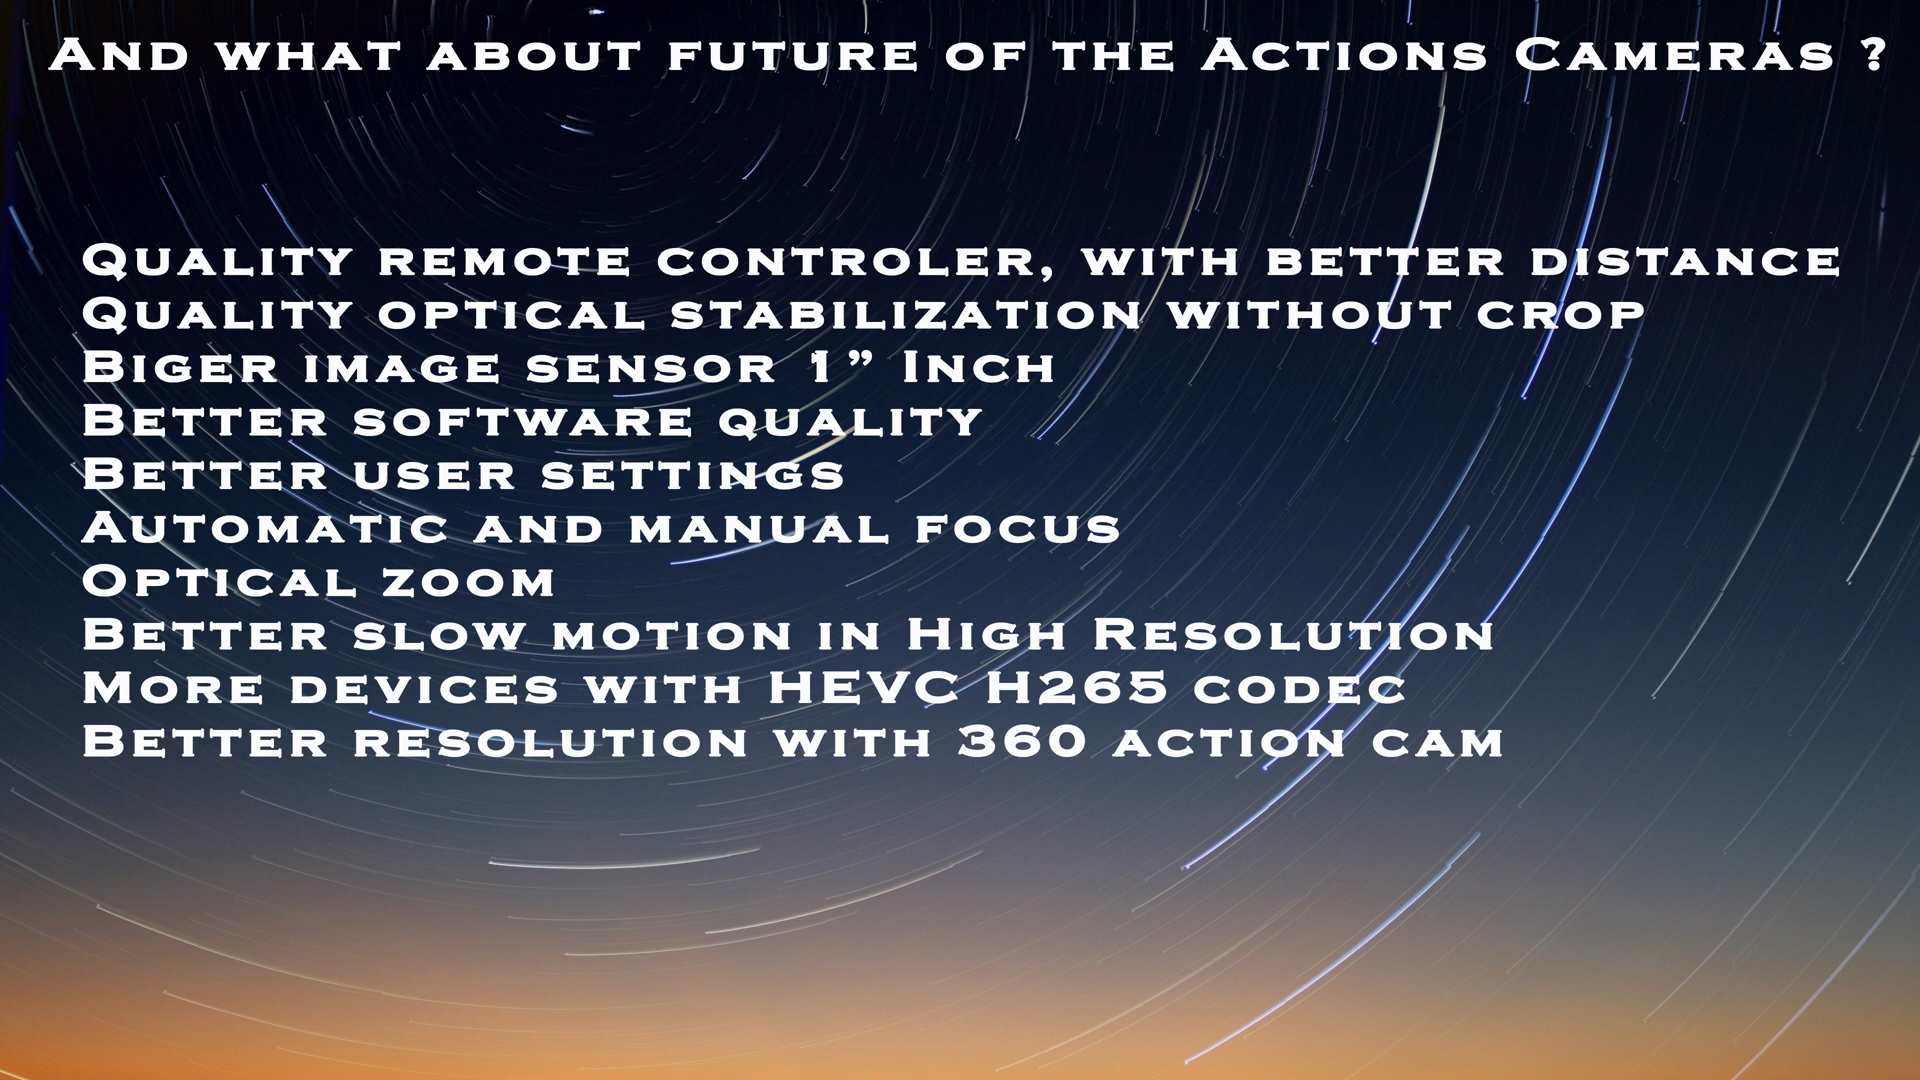 And what about future of the Actions Cameras ?
Quality remote controler, with better distance
Quality optical stabilization without crop
Biger image sensor 1” Inch
Better software quality
Better user settings
Automatic and manual focus
Optical zoom
Better slow motion in High Resolution
More devices with HEVC H265 codec
Better resolution with 360 action cam